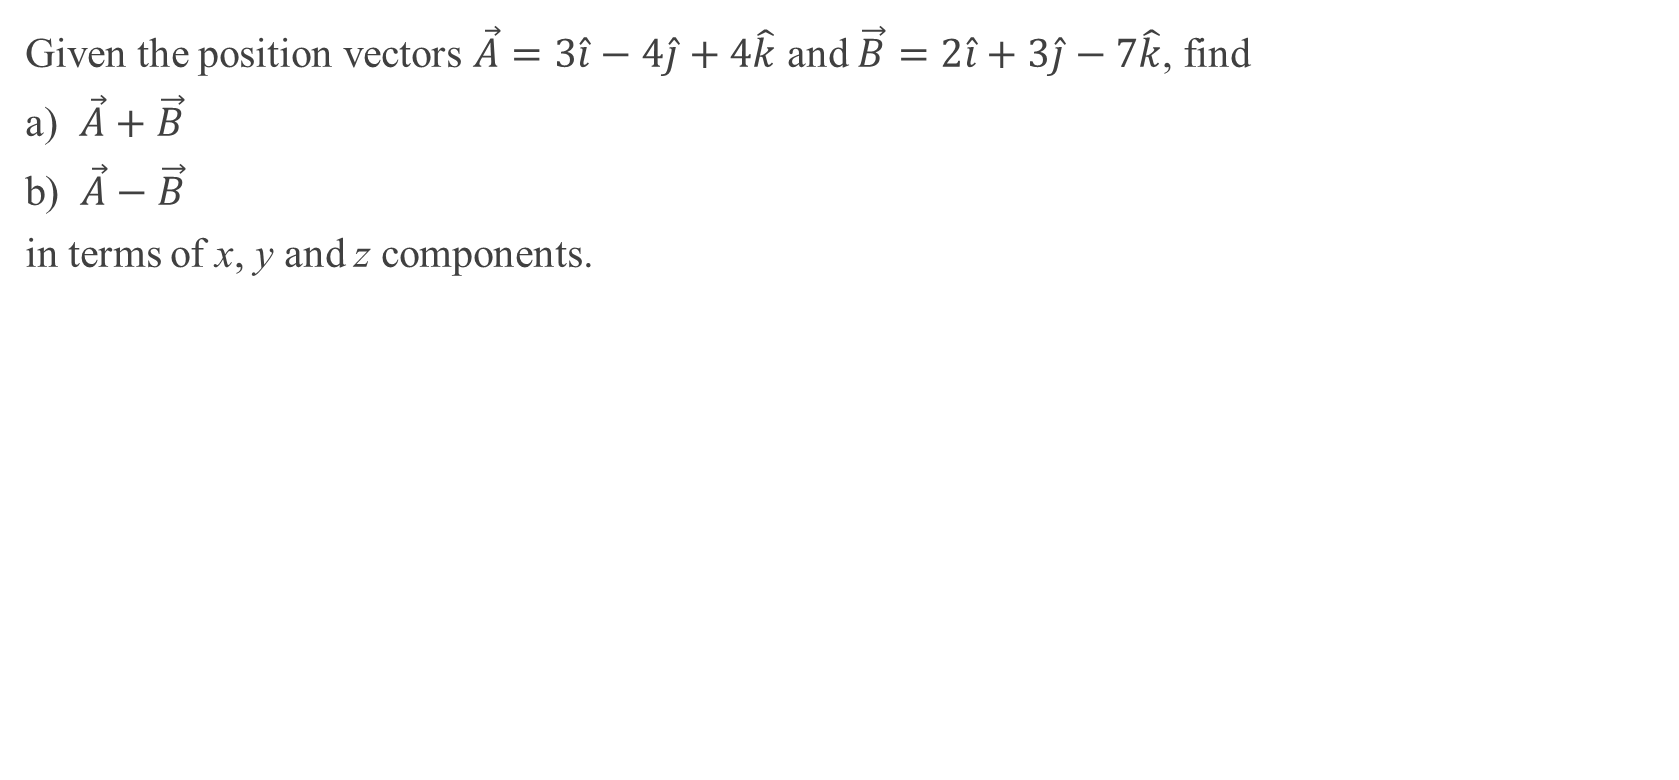 Given the position vectors A⃗ = 3î − 4ĵ + 4k̂ and B⃗ = 2î + 3ĵ − 7k̂, find
a) A⃗ + B⃗
b) A⃗ − B⃗
in terms of x, y and z components.